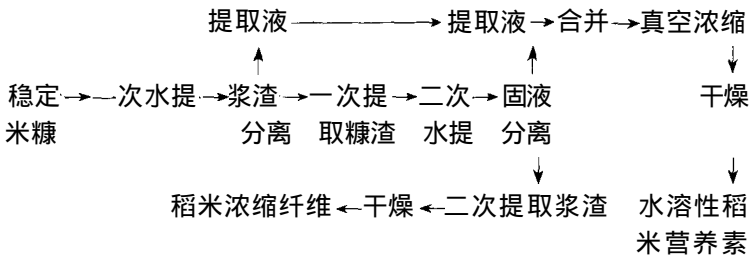 提取液→提取液→合并→真空浓缩
稳定→一次水提→浆渣→一次提→二次→固液 干燥
米糠 分离 取糠渣 水提 分离
稻米浓缩纤维←干燥←二次提取浆渣 水溶性稻
米营养素